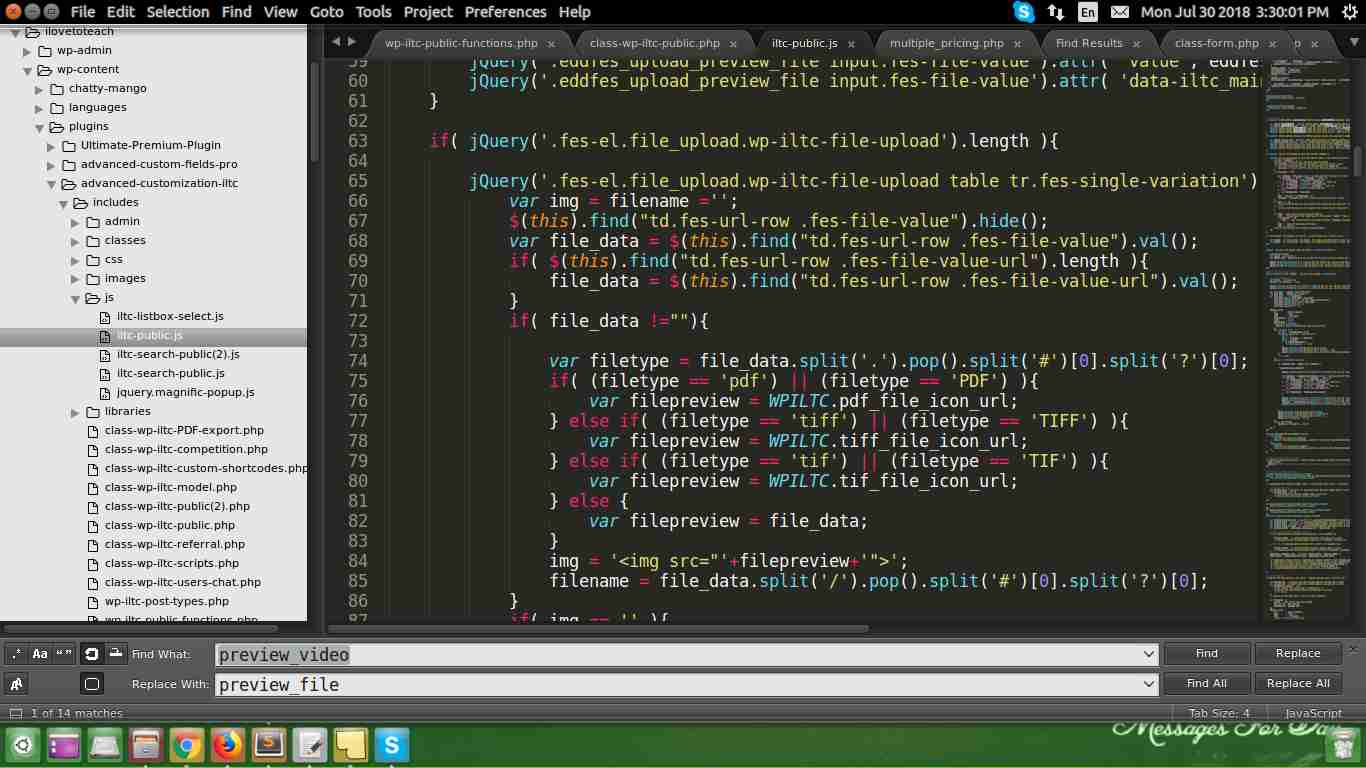 File Edit Selection Find View Goto Tools Project Preferences Help
En
Mon Jul 30 2018 3:30:01 PM
ilovetoteach
wp-admin
wp-content
chatty-mango
languages
plugins
Ultimate-Premium-Plugin
advanced-custom-fields-pro
advanced-customization-iltc
includes
admin
classes
css
images
js
iltc-listbox-select.js
iltc-public.js
iltc-search-public(2).js
iltc-search-public.js
jquery.magnific-popup.js
libraries
class-wp-iltc-PDF-export.php
class-wp-iltc-competition.php
class-wp-iltc-custom-shortcodes.php
class-wp-iltc-model.php
class-wp-iltc-public(2).php
class-wp-iltc-public.php
class-wp-iltc-referral.php
class-wp-iltc-scripts.php
class-wp-iltc-users-chat.php
wp-iltc-post-types.php
wp-iltc-public-functions.php
wp-iltc-public-functions.php × class-wp-iltc-public.php × iltc-public.js × multiple_pricing.php × Find Results × class-form.php × p ×
59 jQuery('.eddfes_upload_preview_file input.fes-file-value').attr( 'value', eddfes
60 jQuery('.eddfes_upload_preview_file input.fes-file-value').attr( 'data-iltc_mai
61 }
62
63 if( jQuery('.fes-el.file_upload.wp-iltc-file-upload').length ){
64
65 jQuery('.fes-el.file_upload.wp-iltc-file-upload table tr.fes-single-variation')
66 var img = filename ='';
67 $(this).find("td.fes-url-row .fes-file-value").hide();
68 var file_data = $(this).find("td.fes-url-row .fes-file-value").val();
69 if( $(this).find("td.fes-url-row .fes-file-value-url").length ){
70 file_data = $(this).find("td.fes-url-row .fes-file-value-url").val();
71 }
72 if( file_data !=""){
73
74 var filetype = file_data.split('.').pop().split('#')[0].split('?')[0];
75 if( (filetype == 'pdf') || (filetype == 'PDF') ){
76 var filepreview = WPILTC.pdf_file_icon_url;
77 } else if( (filetype == 'tiff') || (filetype == 'TIFF') ){
78 var filepreview = WPILTC.tiff_file_icon_url;
79 } else if( (filetype == 'tif') || (filetype == 'TIF') ){
80 var filepreview = WPILTC.tif_file_icon_url;
81 } else {
82 var filepreview = file_data;
83 }
84 img = '<img src="'+filepreview+'">';
85 filename = file_data.split('/').pop().split('#')[0].split('?')[0];
86 }
87 if( img == '' ){
.* Aa “” Find What: preview_video Find Replace
Replace With: preview_file Find All Replace All
1 of 14 matches Tab Size: 4 JavaScript
Messages For Day